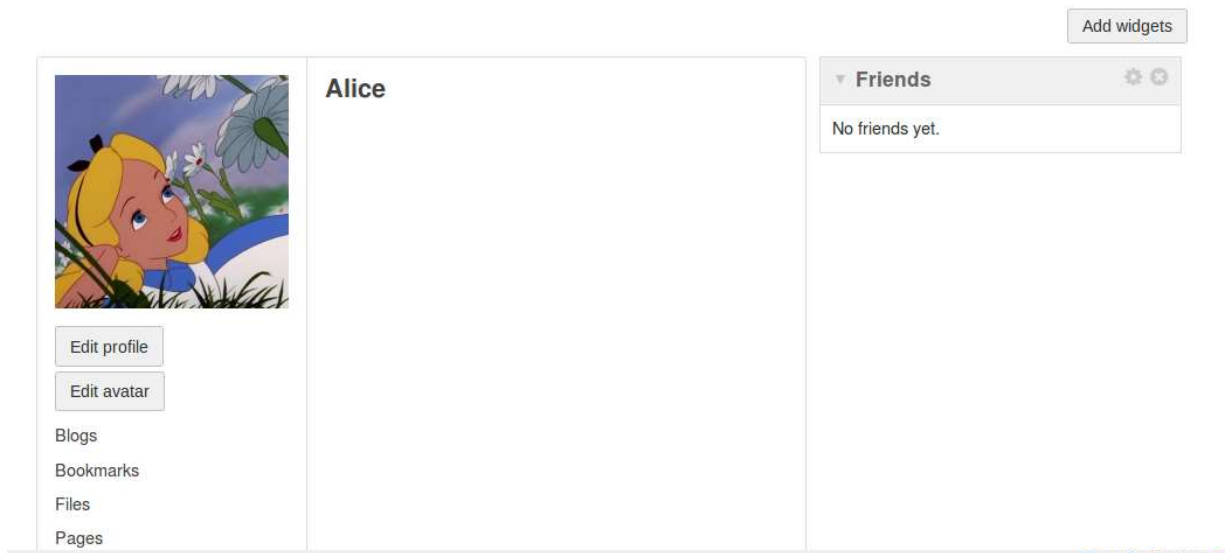 Add widgets
Alice
Friends
No friends yet.
Edit profile
Edit avatar
Blogs
Bookmarks
Files
Pages